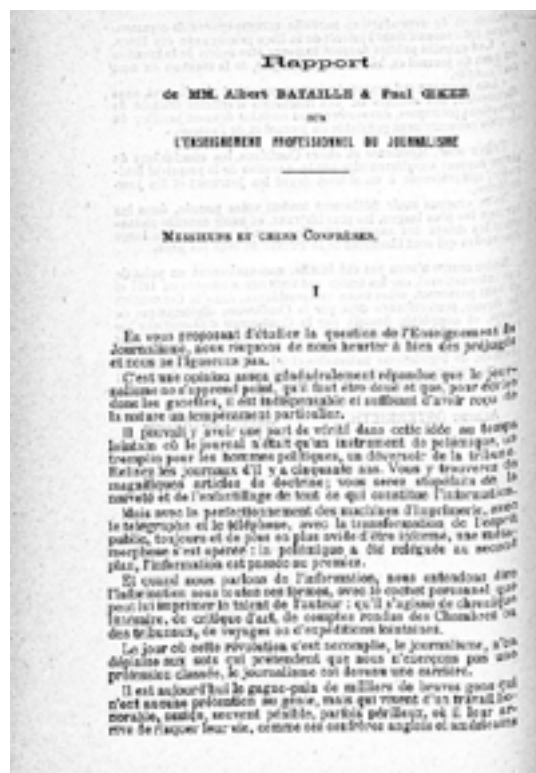 Rapport
de MM. Albert BATAILLE & Paul GIKER
SUR
L'ENSEIGNEMENT PROFESSIONNEL DU JOURNALISME
MESSIEURS ET CHERS CONFRÈRES,
I
En vous proposant d'étudier la question de l'Enseignement du
Journalisme, nous risquons de nous heurter à bien des préjugés
et nous ne l'ignorons pas.
C'est une opinion assez généralement répandue que le jour-
nalisme ne s'apprend point, qu'il faut être doué et que, pour écrire
dans les gazettes, il est indispensable et suffisant d'avoir reçu de
la nature un tempérament particulier.
Il pouvait y avoir une part de vérité dans cette idée au temps
lointain où le journal n'était qu'un instrument de polémique, un
tremplin pour les hommes politiques, un déversoir de la tribune.
Relisez les journaux d'il y a cinquante ans. Vous y trouverez de
magnifiques articles de doctrine; vous serez stupéfaits de la
naïveté et de l'enfantillage de tout ce qui constitue l'information.
Mais avec le perfectionnement des machines d'imprimerie, avec
le télégraphe et le téléphone, avec la transformation de l'esprit
public, toujours et de plus en plus avide d'être informé, une méta-
morphose s'est opérée : la polémique a été reléguée au second
plan, l'information est passée au premier.
Et quand nous parlons de l'information, nous entendons dire
l'information sous toutes ses formes, avec le cachet personnel que
peut lui imprimer le talent de l'auteur : qu'il s'agisse de chronique
littéraire, de critique d'art, de comptes rendus des Chambres ou
des tribunaux, de voyages ou d'expéditions lointaines.
Le jour où cette révolution s'est accomplie, le journalisme, n'en
déplaise aux sots qui prétendent que nous n'exerçons pas une
profession classée, le journalisme est devenu une carrière.
Il est aujourd'hui le gagne-pain de milliers de braves gens qui
n'ont aucune prétention au génie, mais qui vivent d'un travail ho-
norable, souvent pénible, parfois périlleux, où il leur ar-
rive de risquer leur vie, comme ces confrères anglais et américains